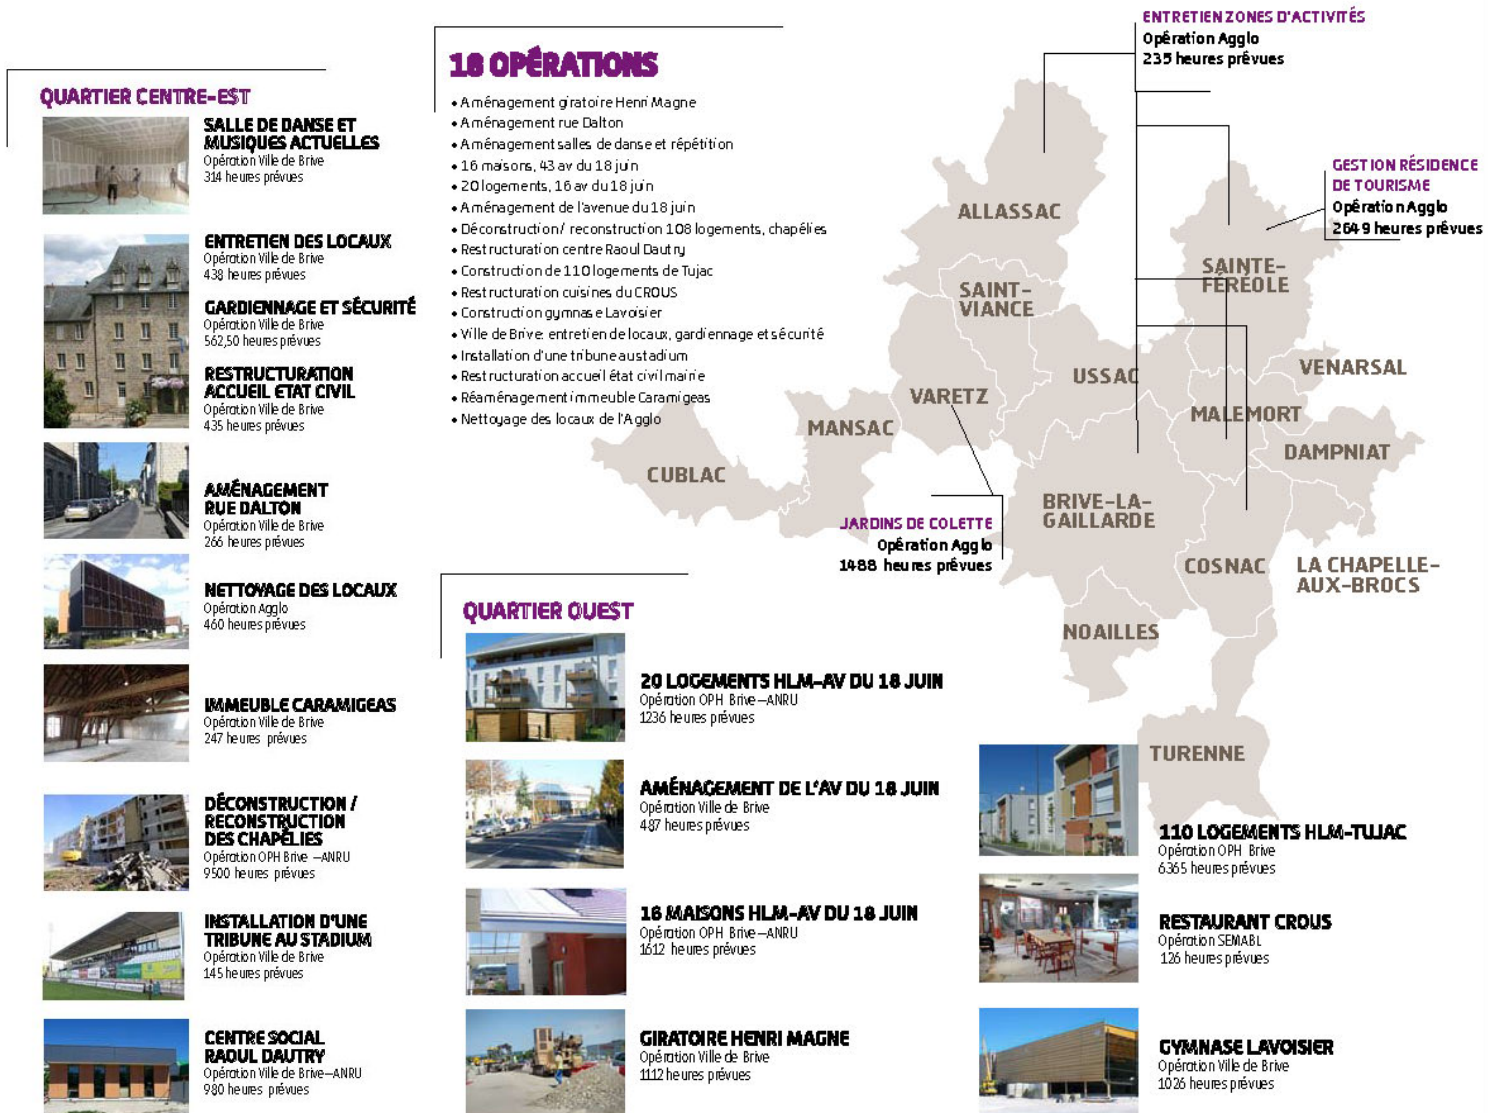 QUARTIER CENTRE-EST
SALLE DE DANSE ET
MUSIQUES ACTUELLES
Opération Ville de Brive
314 heures prévues
ENTRETIEN DES LOCAUX
Opération Ville de Brive
438 heures prévues
GARDIENNAGE ET SÉCURITÉ
Opération Ville de Brive
562,50 heures prévues
RESTRUCTURATION
ACCUEIL ETAT CIVIL
Opération Ville de Brive
435 heures prévues
AMÉNAGEMENT
RUE DALTON
Opération Ville de Brive
266 heures prévues
NETTOYAGE DES LOCAUX
Opération Agglo
460 heures prévues
IMMEUBLE CARAMIGEAS
Opération Ville de Brive
247 heures prévues
DÉCONSTRUCTION /
RECONSTRUCTION
DES CHAPÉLIES
Opération OPH Brive –ANRU
9500 heures prévues
INSTALLATION D'UNE
TRIBUNE AU STADIUM
Opération Ville de Brive
145 heures prévues
CENTRE SOCIAL
RAOUL DAUTRY
Opération Ville de Brive–ANRU
980 heures prévues
18 OPÉRATIONS
• Aménagement giratoire Henri Magne
• Aménagement rue Dalton
• Aménagement salles de danse et répétition
• 16 maisons, 43 av du 18 juin
• 20 logements, 16 av du 18 juin
• Aménagement de l'avenue du 18 juin
• Déconstruction/ reconstruction 108 logements, chapélies
• Restructuration centre Raoul Dautry
• Construction de 110 logements de Tujac
• Restructuration cuisines du CROUS
• Construction gymnase Lavoisier
• Ville de Brive: entretien de locaux, gardiennage et sécurité
• Installation d'une tribune au stadium
• Restructuration accueil état civil mairie
• Réaménagement immeuble Caramigeas
• Nettoyage des locaux de l'Agglo
ENTRETIEN ZONES D'ACTIVITÉS
Opération Agglo
235 heures prévues
GESTION RÉSIDENCE
DE TOURISME
Opération Agglo
2649 heures prévues
ALLASSAC
SAINTE-
FÉRÉOLE
SAINT-
VIANCE
VENARSAL
USSAC
VARETZ
MALEMORT
MANSAC
DAMPNIAT
CUBLAC
BRIVE-LA-
GAILLARDE
JARDINS DE COLETTE
Opération Agglo
1488 heures prévues
COSNAC
LA CHAPELLE-
AUX-BROCS
NOAILLES
TURENNE
QUARTIER OUEST
20 LOGEMENTS HLM–AV DU 18 JUIN
Opération OPH Brive –ANRU
1236 heures prévues
AMÉNAGEMENT DE L'AV DU 18 JUIN
Opération Ville de Brive
487 heures prévues
16 MAISONS HLM–AV DU 18 JUIN
Opération OPH Brive –ANRU
1612 heures prévues
GIRATOIRE HENRI MAGNE
Opération Ville de Brive
1112 heures prévues
110 LOGEMENTS HLM-TUJAC
Opération OPH Brive
6365 heures prévues
RESTAURANT CROUS
Opération SEMABL
126 heures prévues
GYMNASE LAVOISIER
Opération Ville de Brive
1026 heures prévues